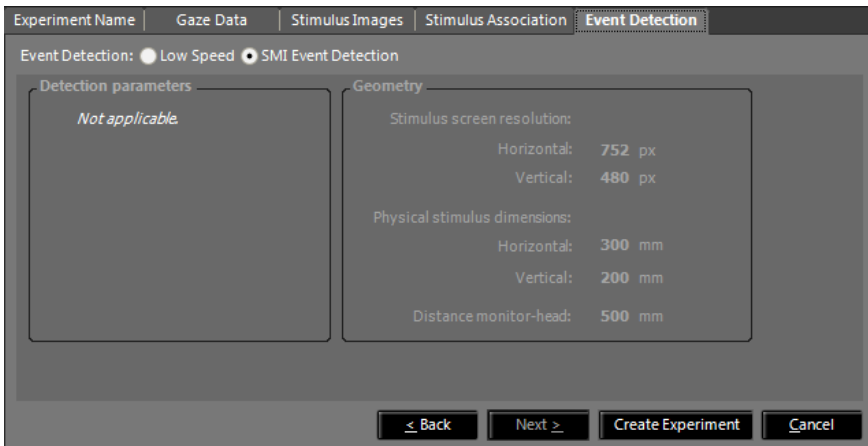 Experiment Name Gaze Data Stimulus Images Stimulus Association Event Detection
Event Detection: Low Speed SMI Event Detection
Detection parameters
Not applicable.
Geometry
Stimulus screen resolution:
Horizontal: 752 px
Vertical: 480 px
Physical stimulus dimensions:
Horizontal: 300 mm
Vertical: 200 mm
Distance monitor-head: 500 mm
< Back Next > Create Experiment Cancel